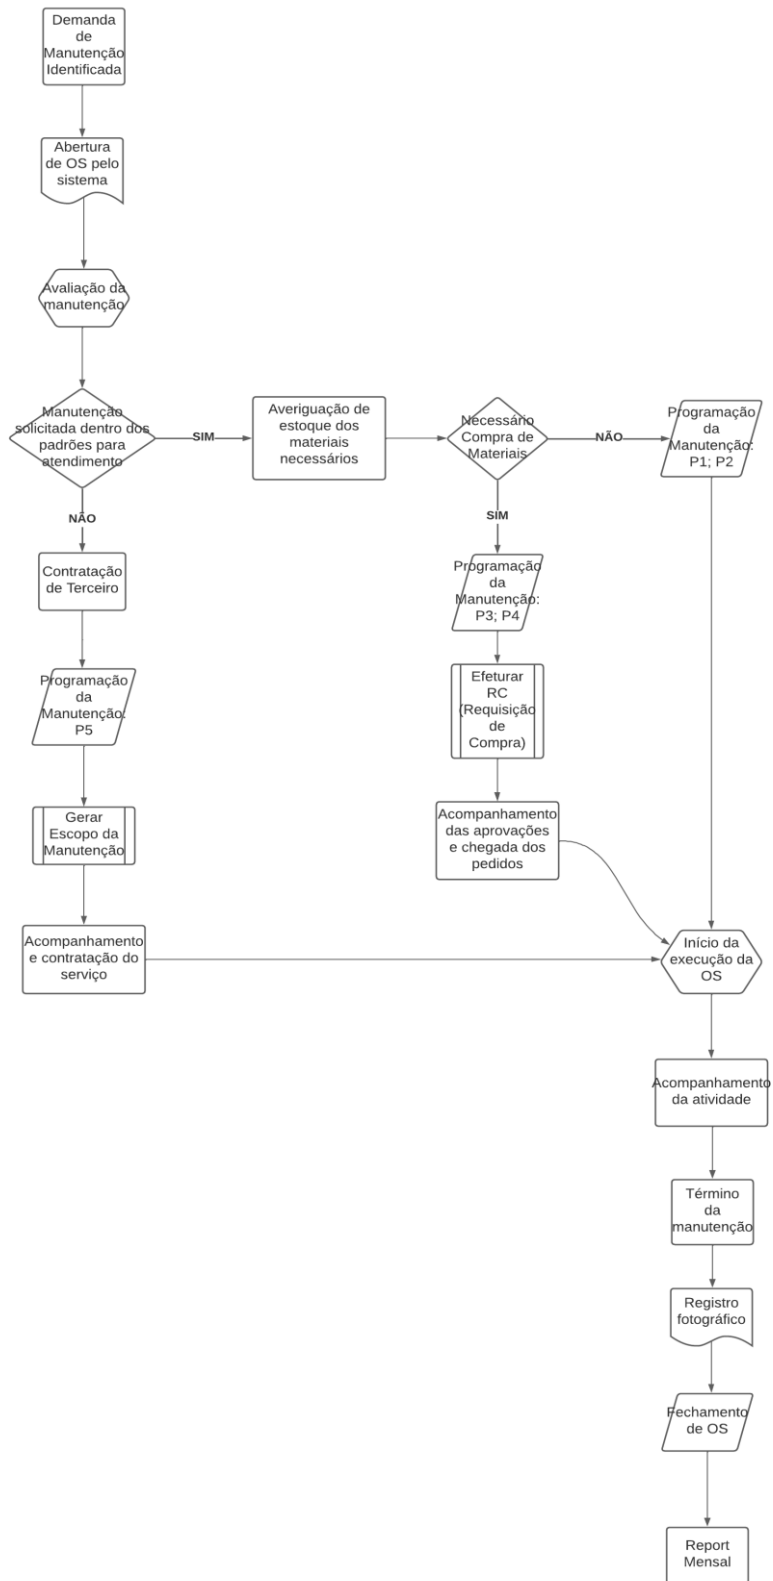 Demanda
de
Manutenção
Identificada
Abertura
de OS pelo
sistema
Avaliação da
manutenção
Manutenção
solicitada dentro dos
padrões para
atendimento
SIM
Averiguação de
estoque dos
materiais
necessários
Necessário
Compra de
Materiais
NÃO
Programação
da
Manutenção:
P1; P2
NÃO
SIM
Contratação
de Terceiro
Programação
da
Manutenção:
P3; P4
Programação
da
Manutenção:
P5
Efeturar
RC
(Requisição
de
Compra)
Gerar
Escopo da
Manutenção
Acompanhamento
das aprovações
e chegada dos
pedidos
Acompanhamento
e contratação do
serviço
Início da
execução da
OS
Acompanhamento
da atividade
Término
da
manutenção
Registro
fotográfico
Fechamento
de OS
Report
Mensal